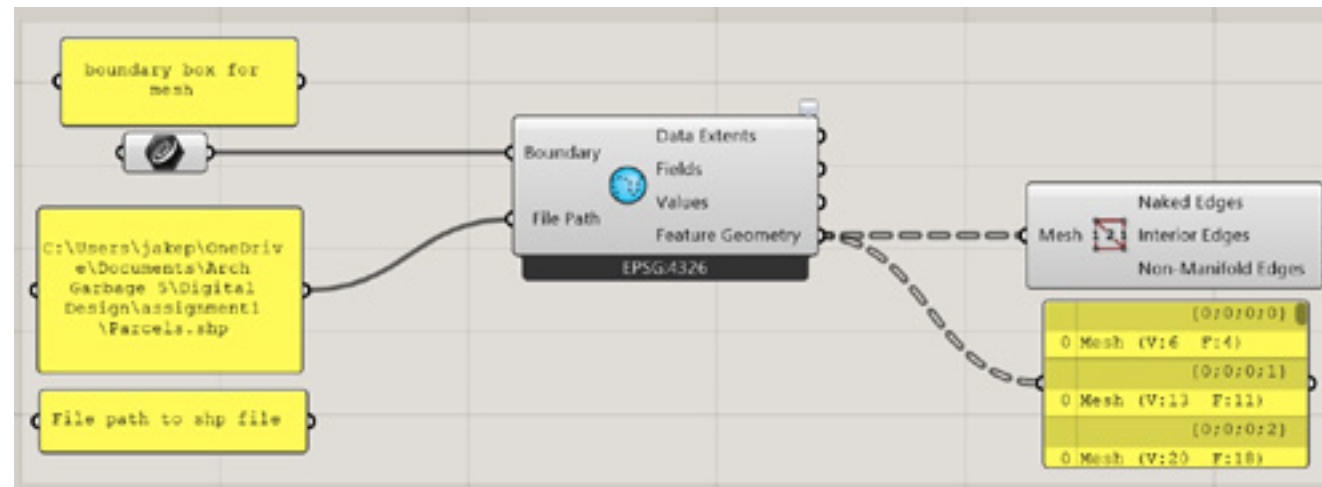 boundary box for
mesh
C:\Users\jakep\OneDriv
e\Documents\Arch
Garbage 5\Digital
Design\assignment1
\Parcels.shp
File path to shp file
Boundary
File Path
Data Extents
Fields
Values
Feature Geometry
EPSG:4326
Mesh
Naked Edges
Interior Edges
Non-Manifold Edges
{0;0;0;0}
0 Mesh (V:6 F:4)
{0;0;0;1}
0 Mesh (V:13 F:11)
{0;0;0;2}
0 Mesh (V:20 F:18)